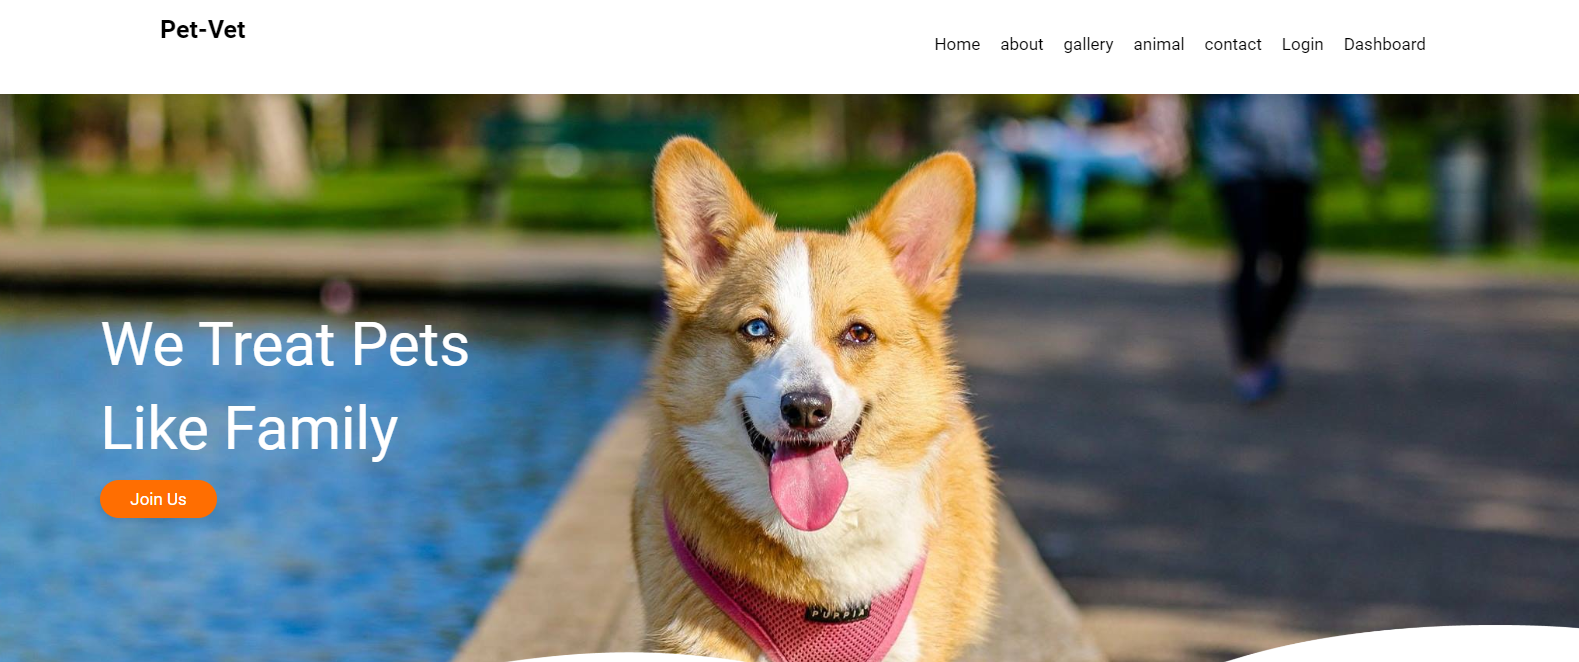 Pet-Vet
Home about gallery animal contact Login Dashboard
We Treat Pets
Like Family
Join Us
PUPPIA